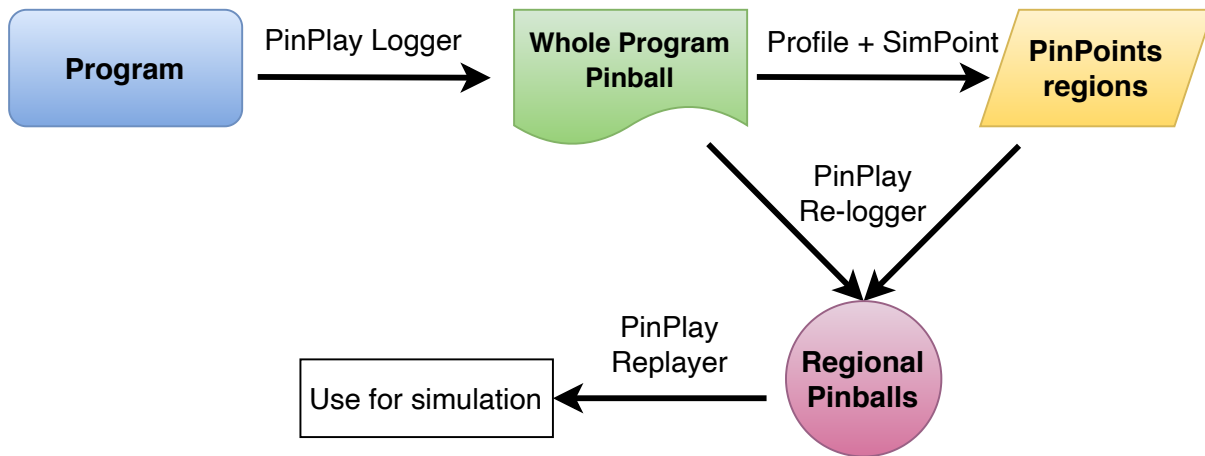 Program
PinPlay Logger
Whole Program
Pinball
Profile + SimPoint
PinPoints
regions
PinPlay
Re-logger
Regional
Pinballs
PinPlay
Replayer
Use for simulation